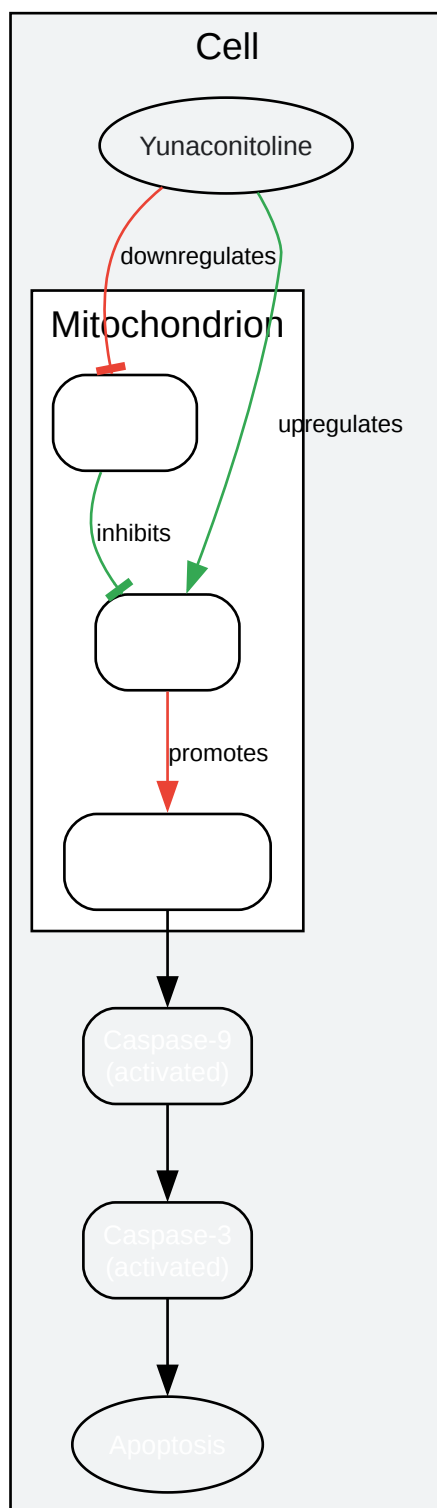 Cell
Yunaconitoline
downregulates
Mitochondrion
upregulates
inhibits
promotes
Caspase-9
(activated)
Caspase-3
(activated)
Apoptosis